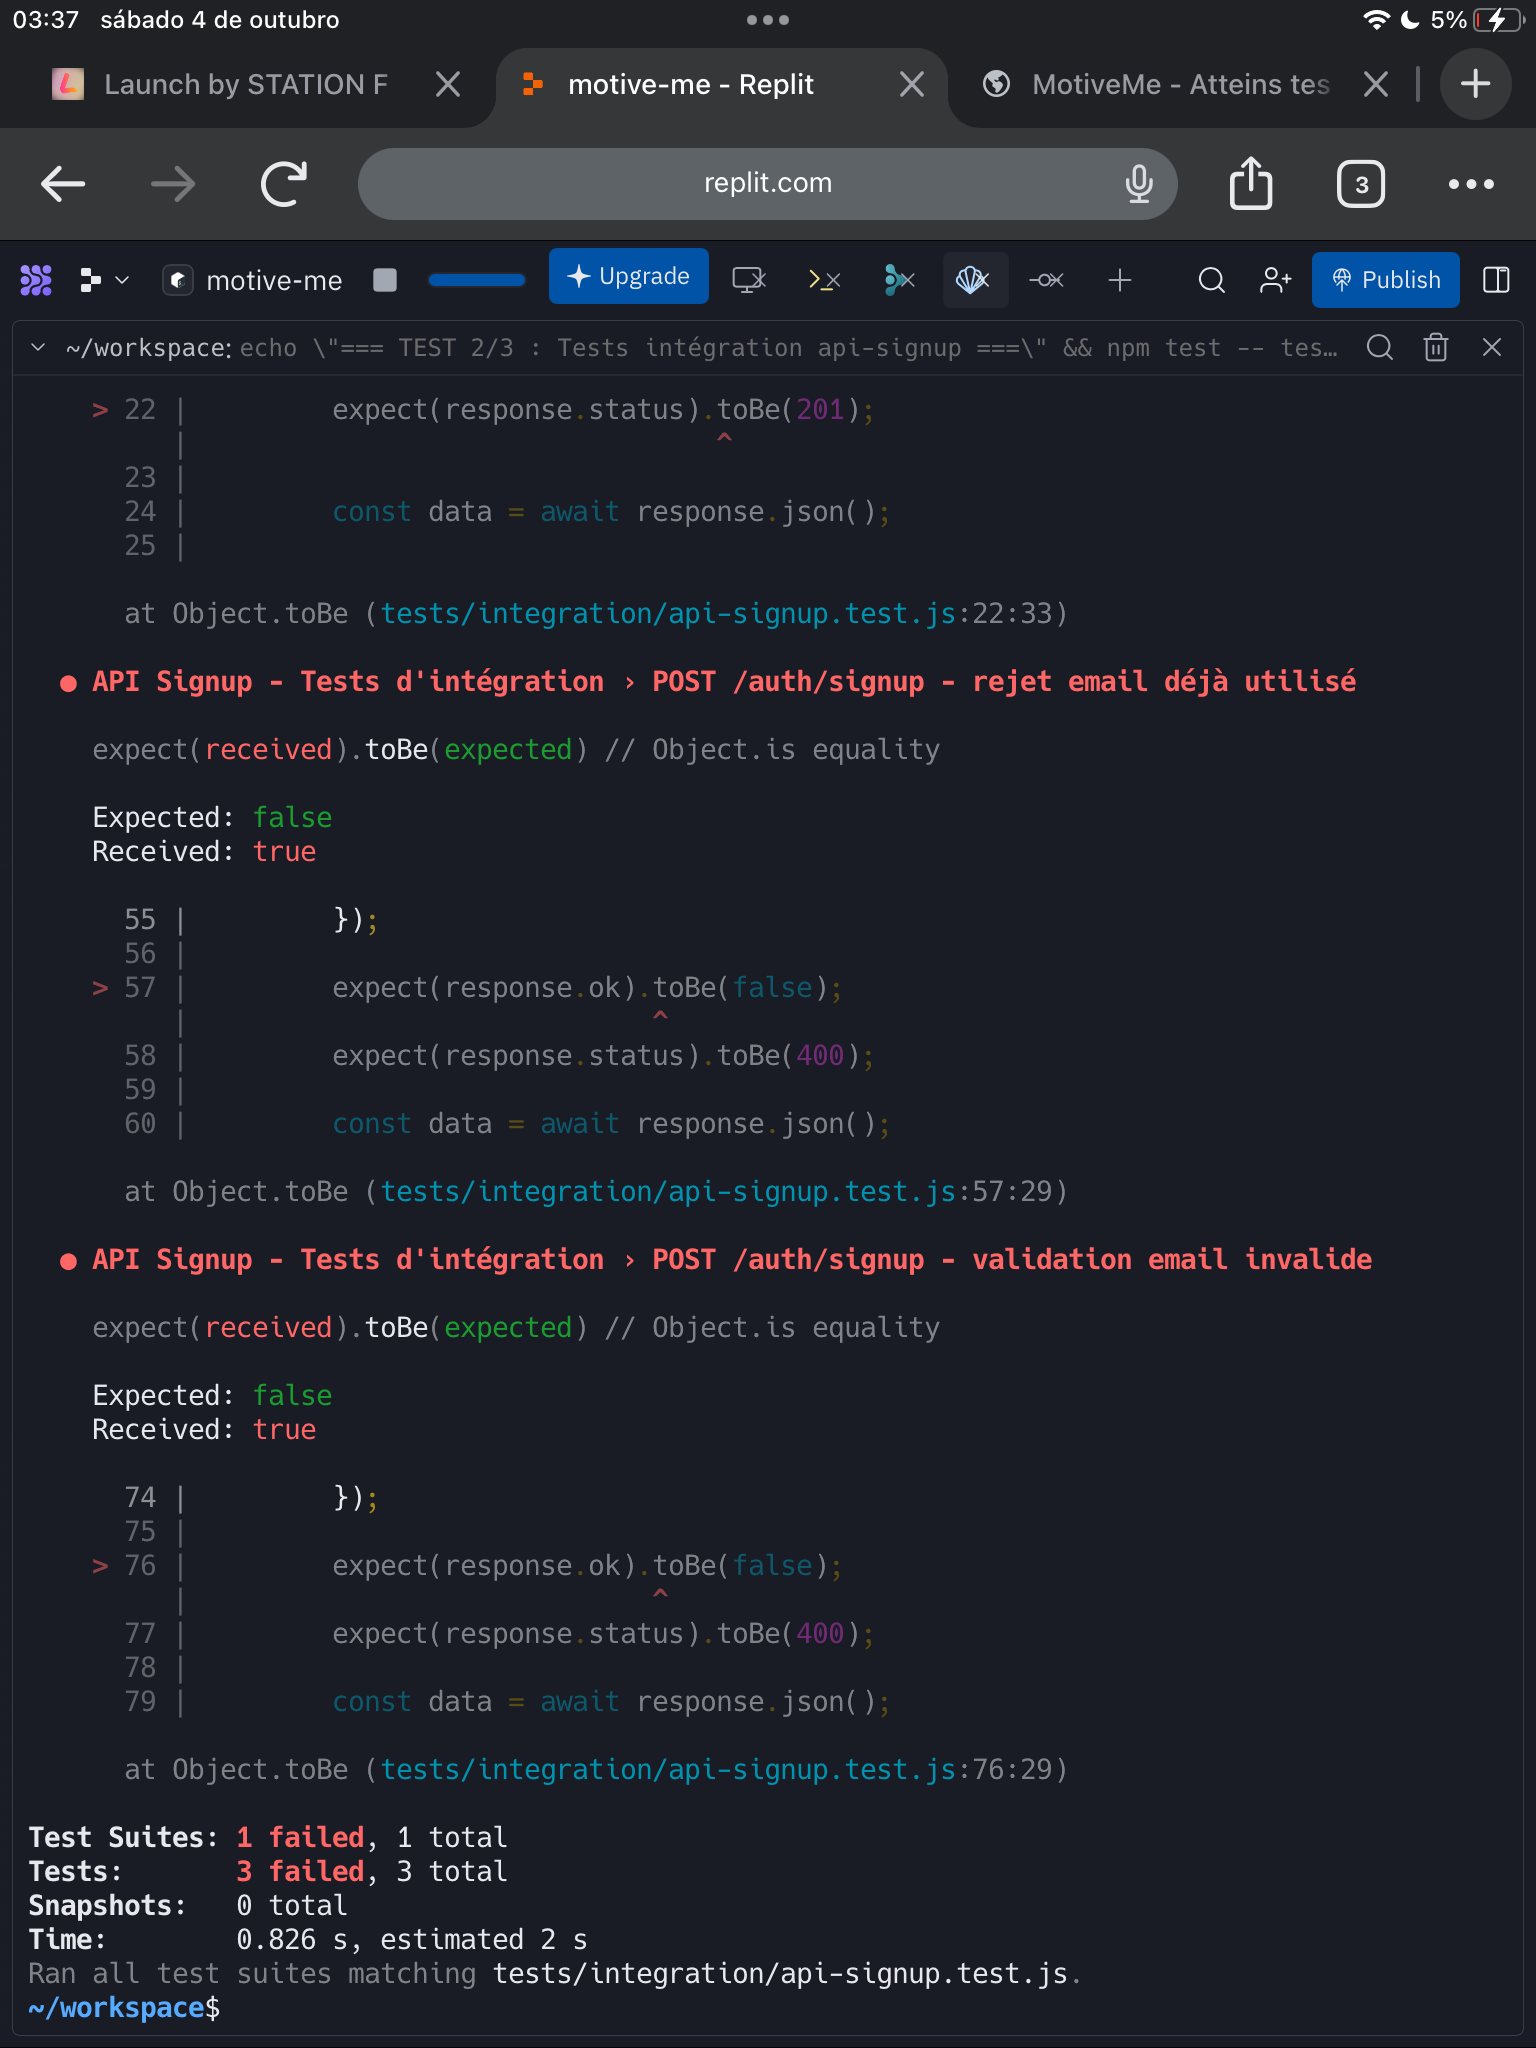 03:37 sábado 4 de outubro
5%
Launch by STATION F
motive-me - Replit
MotiveMe - Atteins tes
replit.com
3
motive-me
Upgrade
Publish
~/workspace: echo \"=== TEST 2/3 : Tests intégration api-signup ===\" && npm test -- tes…
> 22 |         expect(response.status).toBe(201);
|                                 ^
23 |
24 |         const data = await response.json();
25 |
at Object.toBe (tests/integration/api-signup.test.js:22:33)
● API Signup - Tests d'intégration › POST /auth/signup - rejet email déjà utilisé
expect(received).toBe(expected) // Object.is equality
Expected: false
Received: true
55 |         });
56 |
> 57 |         expect(response.ok).toBe(false);
|                             ^
58 |         expect(response.status).toBe(400);
59 |
60 |         const data = await response.json();
at Object.toBe (tests/integration/api-signup.test.js:57:29)
● API Signup - Tests d'intégration › POST /auth/signup - validation email invalide
expect(received).toBe(expected) // Object.is equality
Expected: false
Received: true
74 |         });
75 |
> 76 |         expect(response.ok).toBe(false);
|                             ^
77 |         expect(response.status).toBe(400);
78 |
79 |         const data = await response.json();
at Object.toBe (tests/integration/api-signup.test.js:76:29)
Test Suites: 1 failed, 1 total
Tests:       3 failed, 3 total
Snapshots:   0 total
Time:        0.826 s, estimated 2 s
Ran all test suites matching tests/integration/api-signup.test.js.
~/workspace$